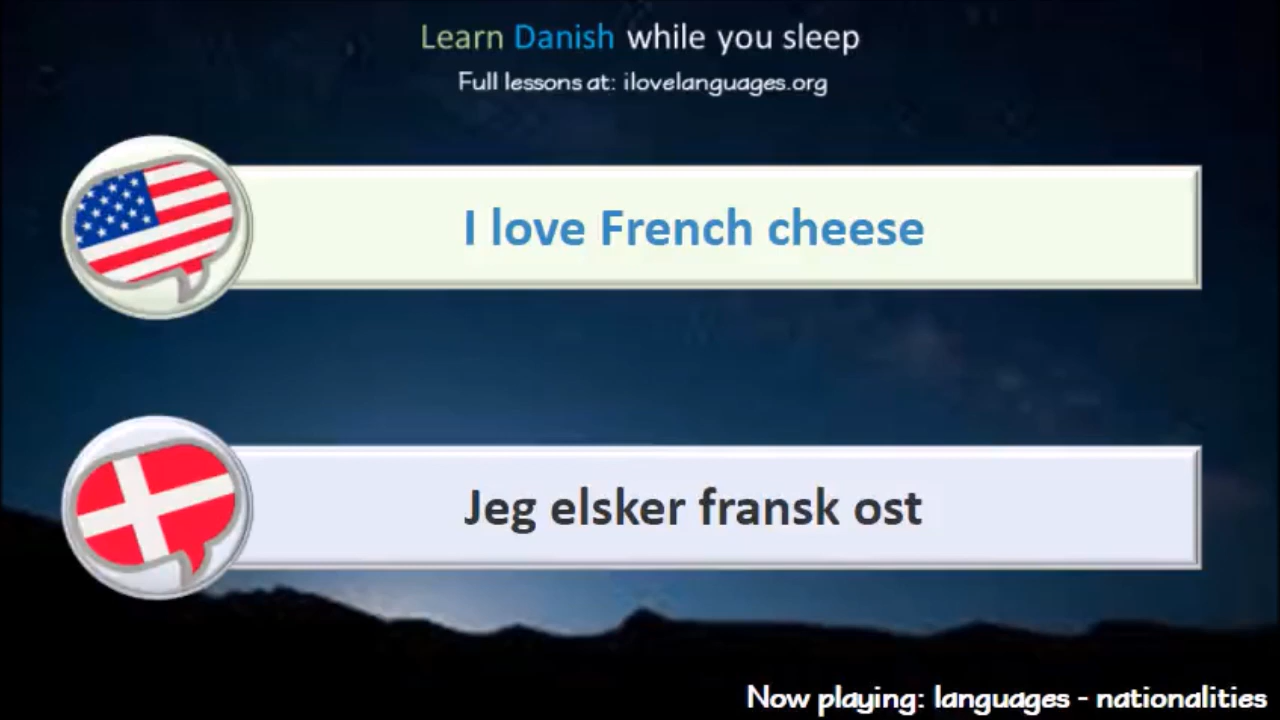 Learn Danish while you sleep
Full lessons at: ilovelanguages.org
I love French cheese
Jeg elsker fransk ost
Now playing: languages - nationalities